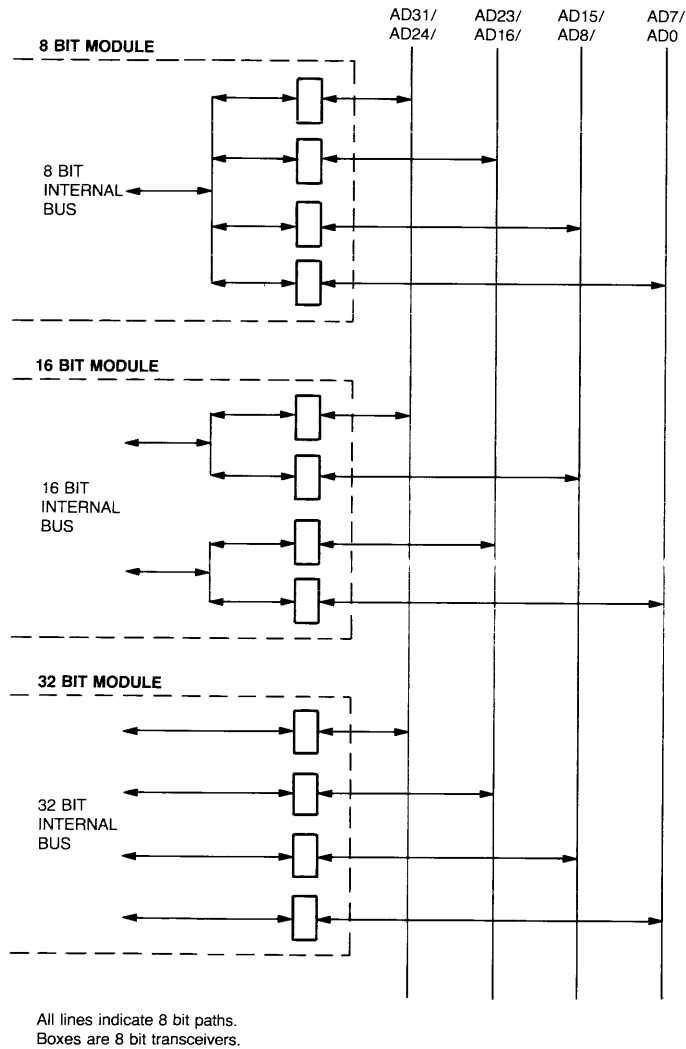 AD31/ AD23/ AD15/ AD7/
AD24/ AD16/ AD8/ AD0
8 BIT MODULE
8 BIT
INTERNAL
BUS
16 BIT MODULE
16 BIT
INTERNAL
BUS
32 BIT MODULE
32 BIT
INTERNAL
BUS
All lines indicate 8 bit paths.
Boxes are 8 bit transceivers.